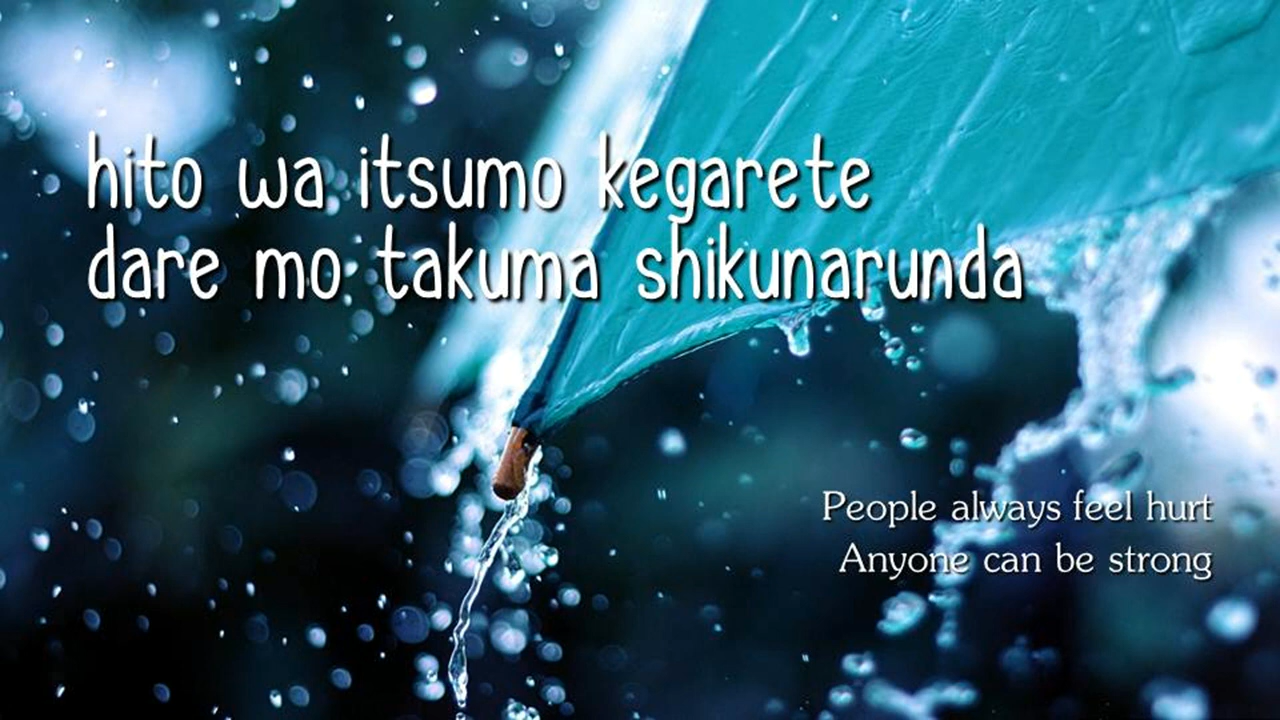 hito wa itsumo kegarete
dare mo takuma shikunarunda
People always feel hurt
Anyone can be strong